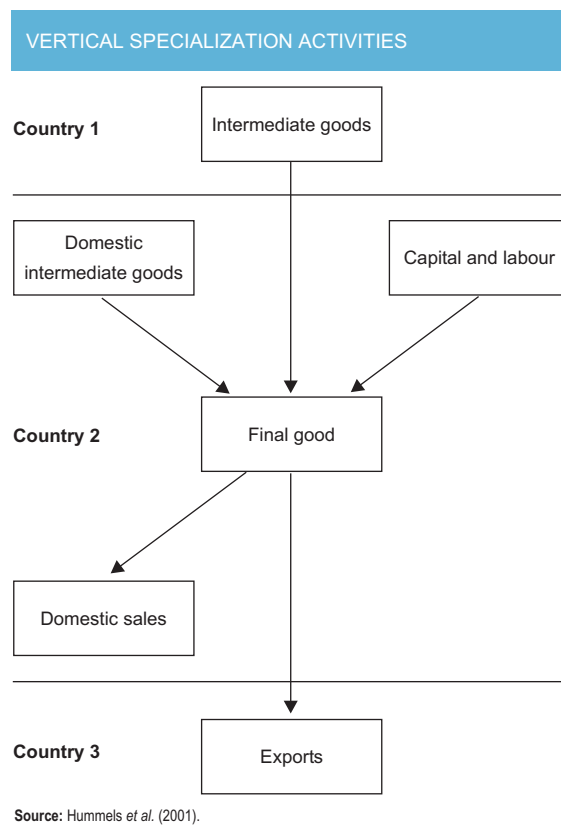 VERTICAL SPECIALIZATION ACTIVITIES
Country 1
Intermediate goods
Domestic
intermediate goods
Capital and labour
Country 2
Final good
Domestic sales
Country 3
Exports
Source: Hummels et al. (2001).